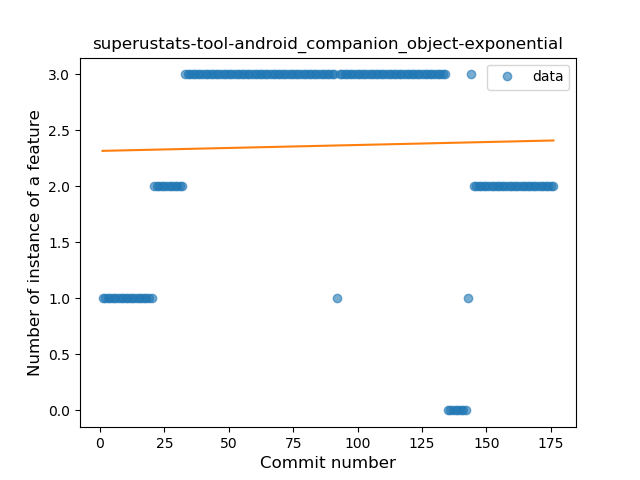 superustats-tool-android_companion_object-exponential
data
Number of instance of a feature
3.0
2.5
2.0
1.5
1.0
0.5
0.0
0 25 50 75 100 125 150 175
Commit number